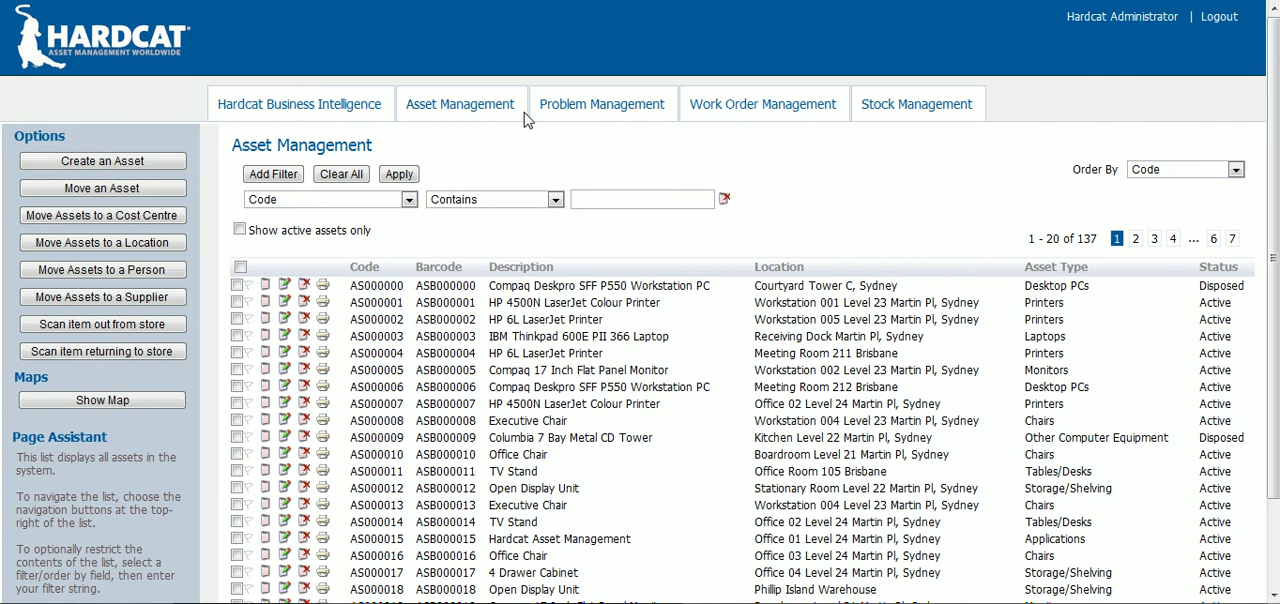 HARDCAT
ASSET MANAGEMENT WORLDWIDE
Hardcat Administrator | Logout
Hardcat Business Intelligence Asset Management Problem Management Work Order Management Stock Management
Options
Create an Asset
Move an Asset
Move Assets to a Cost Centre
Move Assets to a Location
Move Assets to a Person
Move Assets to a Supplier
Scan item out from store
Scan item returning to store
Maps
Show Map
Page Assistant
This list displays all assets in the
system.
To navigate the list, choose the
navigation buttons at the top-
right of the list.
To optionally restrict the
contents of the list, select a
filter/order by field, then enter
your filter string.
Asset Management
Add Filter Clear All Apply
Order By Code
Code Contains
Show active assets only
1 - 20 of 137 1 2 3 4 ... 6 7
Code Barcode Description Location Asset Type Status
AS000000 ASB000000 Compaq Deskpro SFF P550 Workstation PC Courtyard Tower C, Sydney Desktop PCs Disposed
AS000001 ASB000001 HP 4500N LaserJet Colour Printer Workstation 001 Level 23 Martin Pl, Sydney Printers Active
AS000002 ASB000002 HP 6L LaserJet Printer Workstation 005 Level 23 Martin Pl, Sydney Printers Active
AS000003 ASB000003 IBM Thinkpad 600E PII 366 Laptop Receiving Dock Martin Pl, Sydney Laptops Active
AS000004 ASB000004 HP 6L LaserJet Printer Meeting Room 211 Brisbane Printers Active
AS000005 ASB000005 Compaq 17 Inch Flat Panel Monitor Workstation 002 Level 23 Martin Pl, Sydney Monitors Active
AS000006 ASB000006 Compaq Deskpro SFF P550 Workstation PC Meeting Room 212 Brisbane Desktop PCs Active
AS000007 ASB000007 HP 4500N LaserJet Colour Printer Office 02 Level 24 Martin Pl, Sydney Printers Active
AS000008 ASB000008 Executive Chair Workstation 004 Level 23 Martin Pl, Sydney Chairs Active
AS000009 ASB000009 Columbia 7 Bay Metal CD Tower Kitchen Level 22 Martin Pl, Sydney Other Computer Equipment Disposed
AS000010 ASB000010 Office Chair Boardroom Level 21 Martin Pl, Sydney Chairs Active
AS000011 ASB000011 TV Stand Office Room 105 Brisbane Tables/Desks Active
AS000012 ASB000012 Open Display Unit Stationary Room Level 22 Martin Pl, Sydney Storage/Shelving Active
AS000013 ASB000013 Executive Chair Workstation 004 Level 23 Martin Pl, Sydney Chairs Active
AS000014 ASB000014 TV Stand Office 02 Level 24 Martin Pl, Sydney Tables/Desks Active
AS000015 ASB000015 Hardcat Asset Management Office 01 Level 24 Martin Pl, Sydney Applications Active
AS000016 ASB000016 Office Chair Office 03 Level 24 Martin Pl, Sydney Chairs Active
AS000017 ASB000017 4 Drawer Cabinet Office 04 Level 24 Martin Pl, Sydney Storage/Shelving Active
AS000018 ASB000018 Open Display Unit Phillip Island Warehouse Storage/Shelving Active